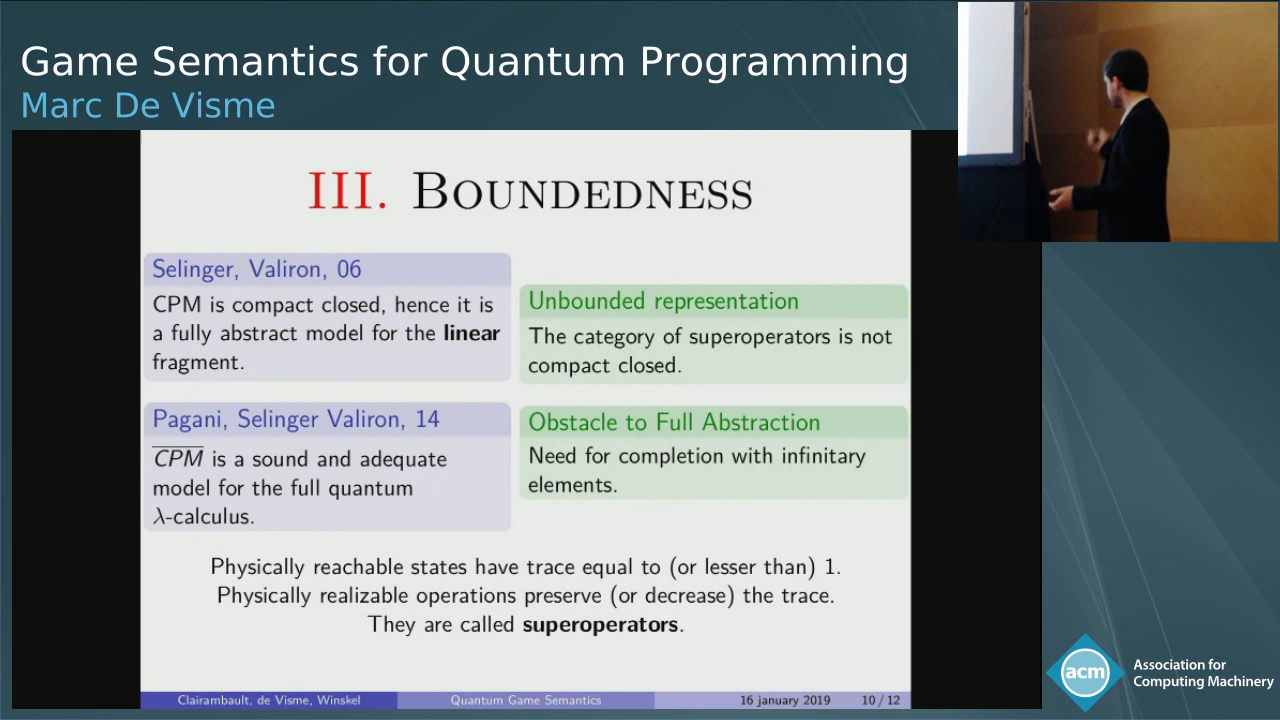 Game Semantics for Quantum Programming
Marc De Visme
III. Boundedness
Selinger, Valiron, 06
CPM is compact closed, hence it is
a fully abstract model for the linear
fragment.
Unbounded representation
The category of superoperators is not
compact closed.
Pagani, Selinger Valiron, 14
C̅P̅M̅ is a sound and adequate
model for the full quantum
λ-calculus.
Obstacle to Full Abstraction
Need for completion with infinitary
elements.
Physically reachable states have trace equal to (or lesser than) 1.
Physically realizable operations preserve (or decrease) the trace.
They are called superoperators.
Clairambault, de Visme, Winskel
Quantum Game Semantics
16 january 2019
10 / 12
acm
Association for
Computing Machinery